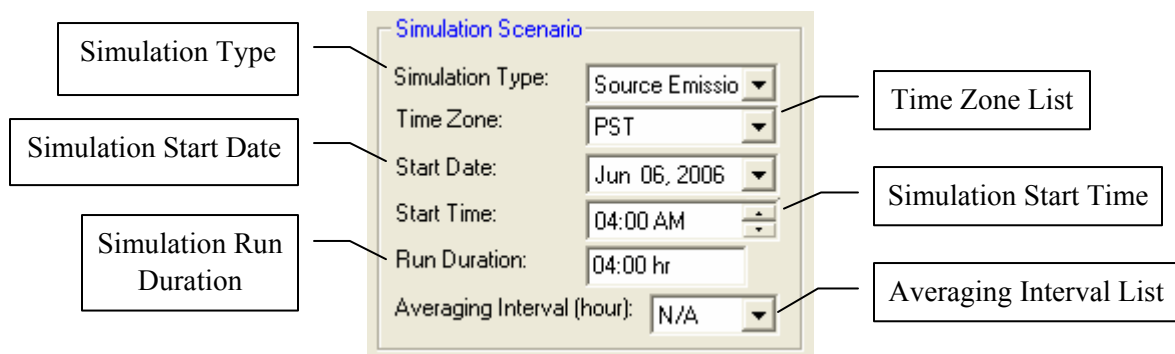 Simulation Scenario
Simulation Type
Simulation Type:
Source Emissio
Time Zone:
PST
Time Zone List
Simulation Start Date
Start Date:
Jun 06, 2006
Start Time:
04:00 AM
Simulation Start Time
Simulation Run
Duration
Run Duration:
04:00 hr
Averaging Interval (hour):
N/A
Averaging Interval List